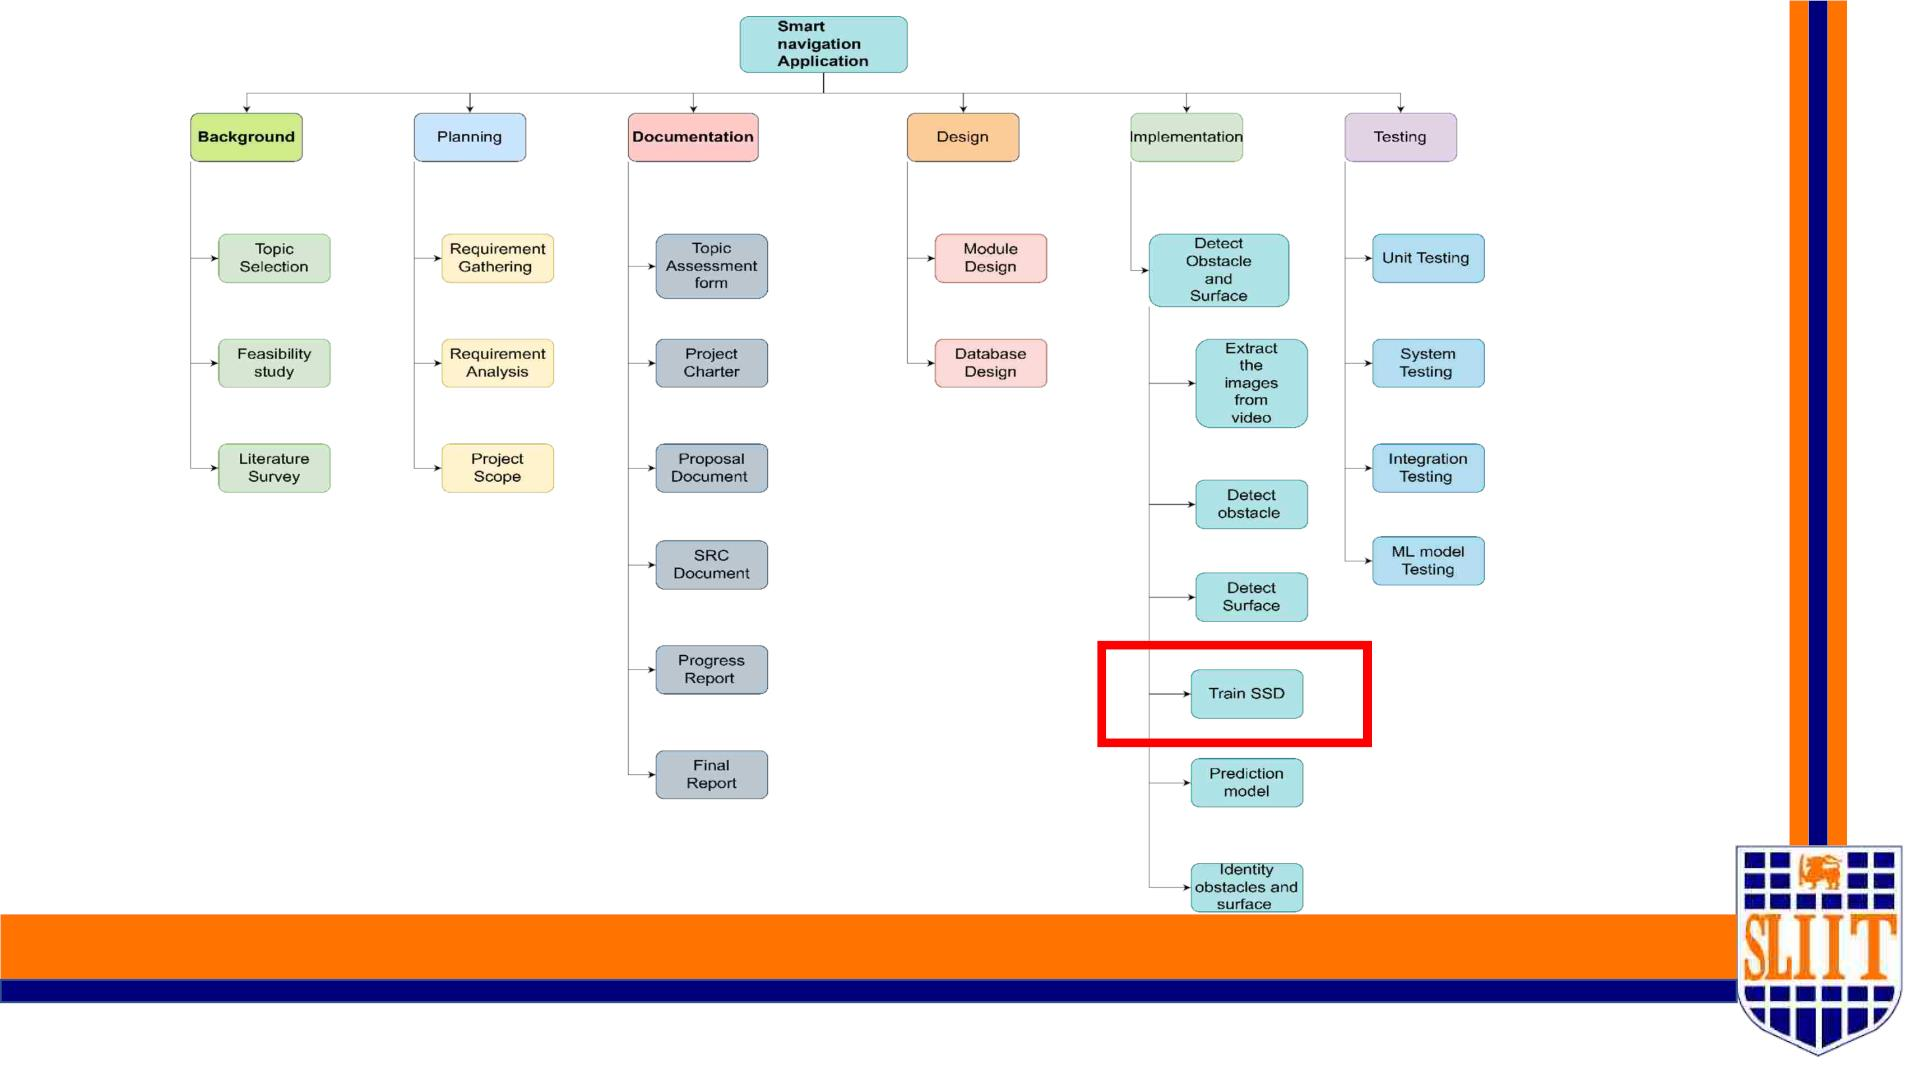 Smart
navigation
Application
Background
Planning
Documentation
Design
Implementation
Testing
Topic
Selection
Feasibility
study
Literature
Survey
Requirement
Gathering
Requirement
Analysis
Project
Scope
Topic
Assessment
form
Project
Charter
Proposal
Document
SRC
Document
Progress
Report
Final
Report
Module
Design
Database
Design
Detect
Obstacle
and
Surface
Extract
the
images
from
video
Detect
obstacle
Detect
Surface
Train SSD
Prediction
model
Identity
obstacles and
surface
Unit Testing
System
Testing
Integration
Testing
ML model
Testing
SLIIT